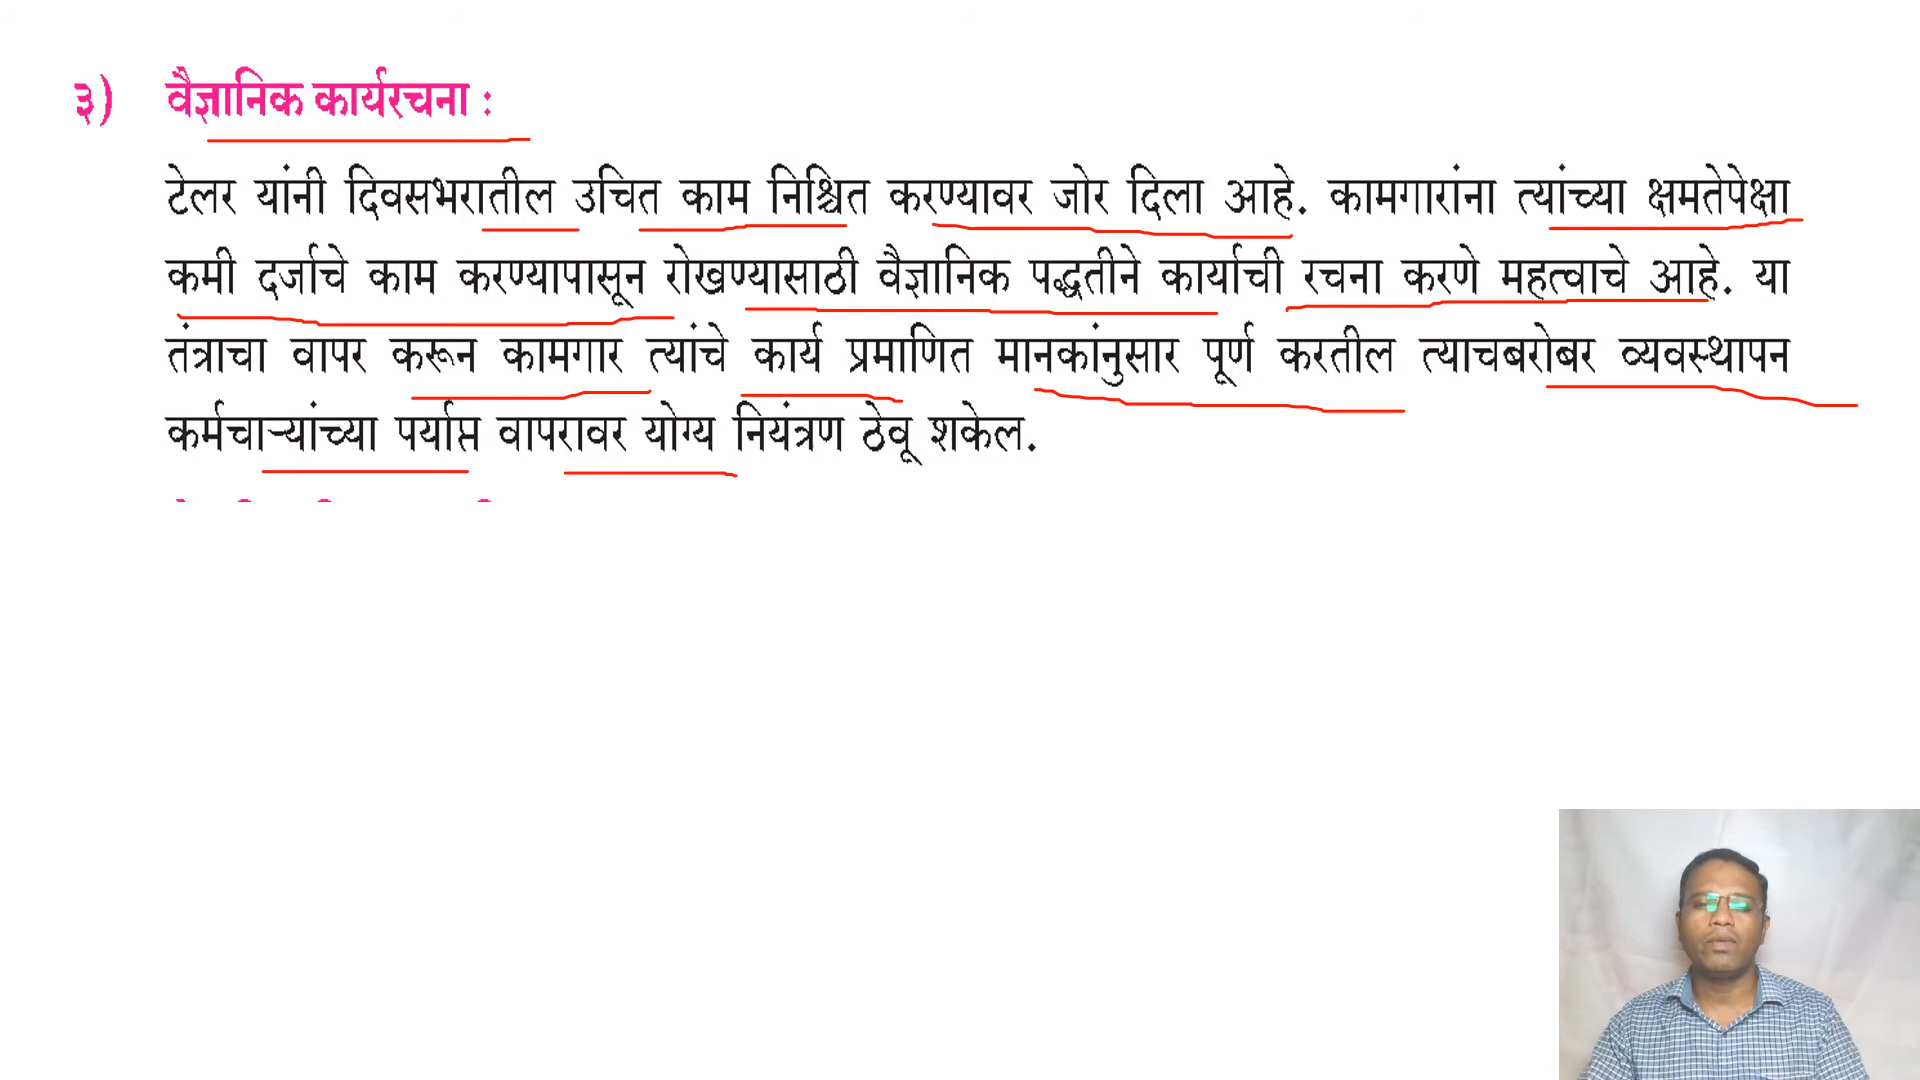 ३) वैज्ञानिक कार्यरचना :
टेलर यांनी दिवसभरातील उचित काम निश्चित करण्यावर जोर दिला आहे. कामगारांना त्यांच्या क्षमतेपेक्षा
कमी दर्जाचे काम करण्यापासून रोखण्यासाठी वैज्ञानिक पद्धतीने कार्याची रचना करणे महत्वाचे आहे. या
तंत्राचा वापर करून कामगार त्यांचे कार्य प्रमाणित मानकांनुसार पूर्ण करतील त्याचबरोबर व्यवस्थापन
कर्मचाऱ्यांच्या पर्याप्त वापरावर योग्य नियंत्रण ठेवू शकेल.